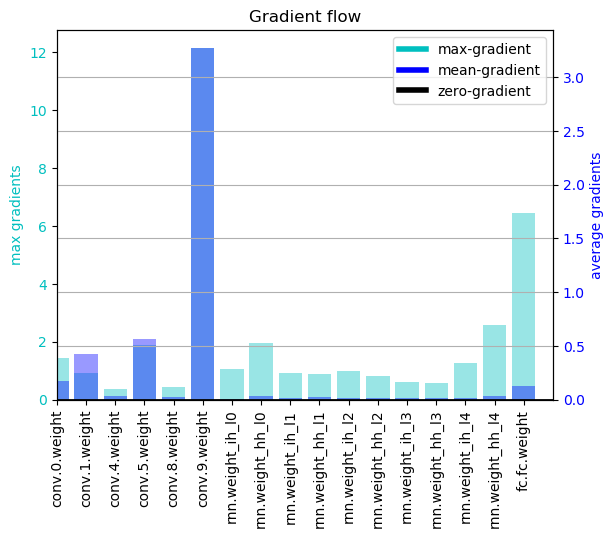 Gradient flow
max-gradient
mean-gradient
zero-gradient
12
10
8
6
4
2
0
max gradients
3.0
2.5
2.0
1.5
1.0
0.5
0.0
average gradients
conv.0.weight
conv.1.weight
conv.4.weight
conv.5.weight
conv.8.weight
conv.9.weight
rnn.weight_ih_l0
rnn.weight_hh_l0
rnn.weight_ih_l1
rnn.weight_hh_l1
rnn.weight_ih_l2
rnn.weight_hh_l2
rnn.weight_ih_l3
rnn.weight_hh_l3
rnn.weight_ih_l4
rnn.weight_hh_l4
fc.fc.weight